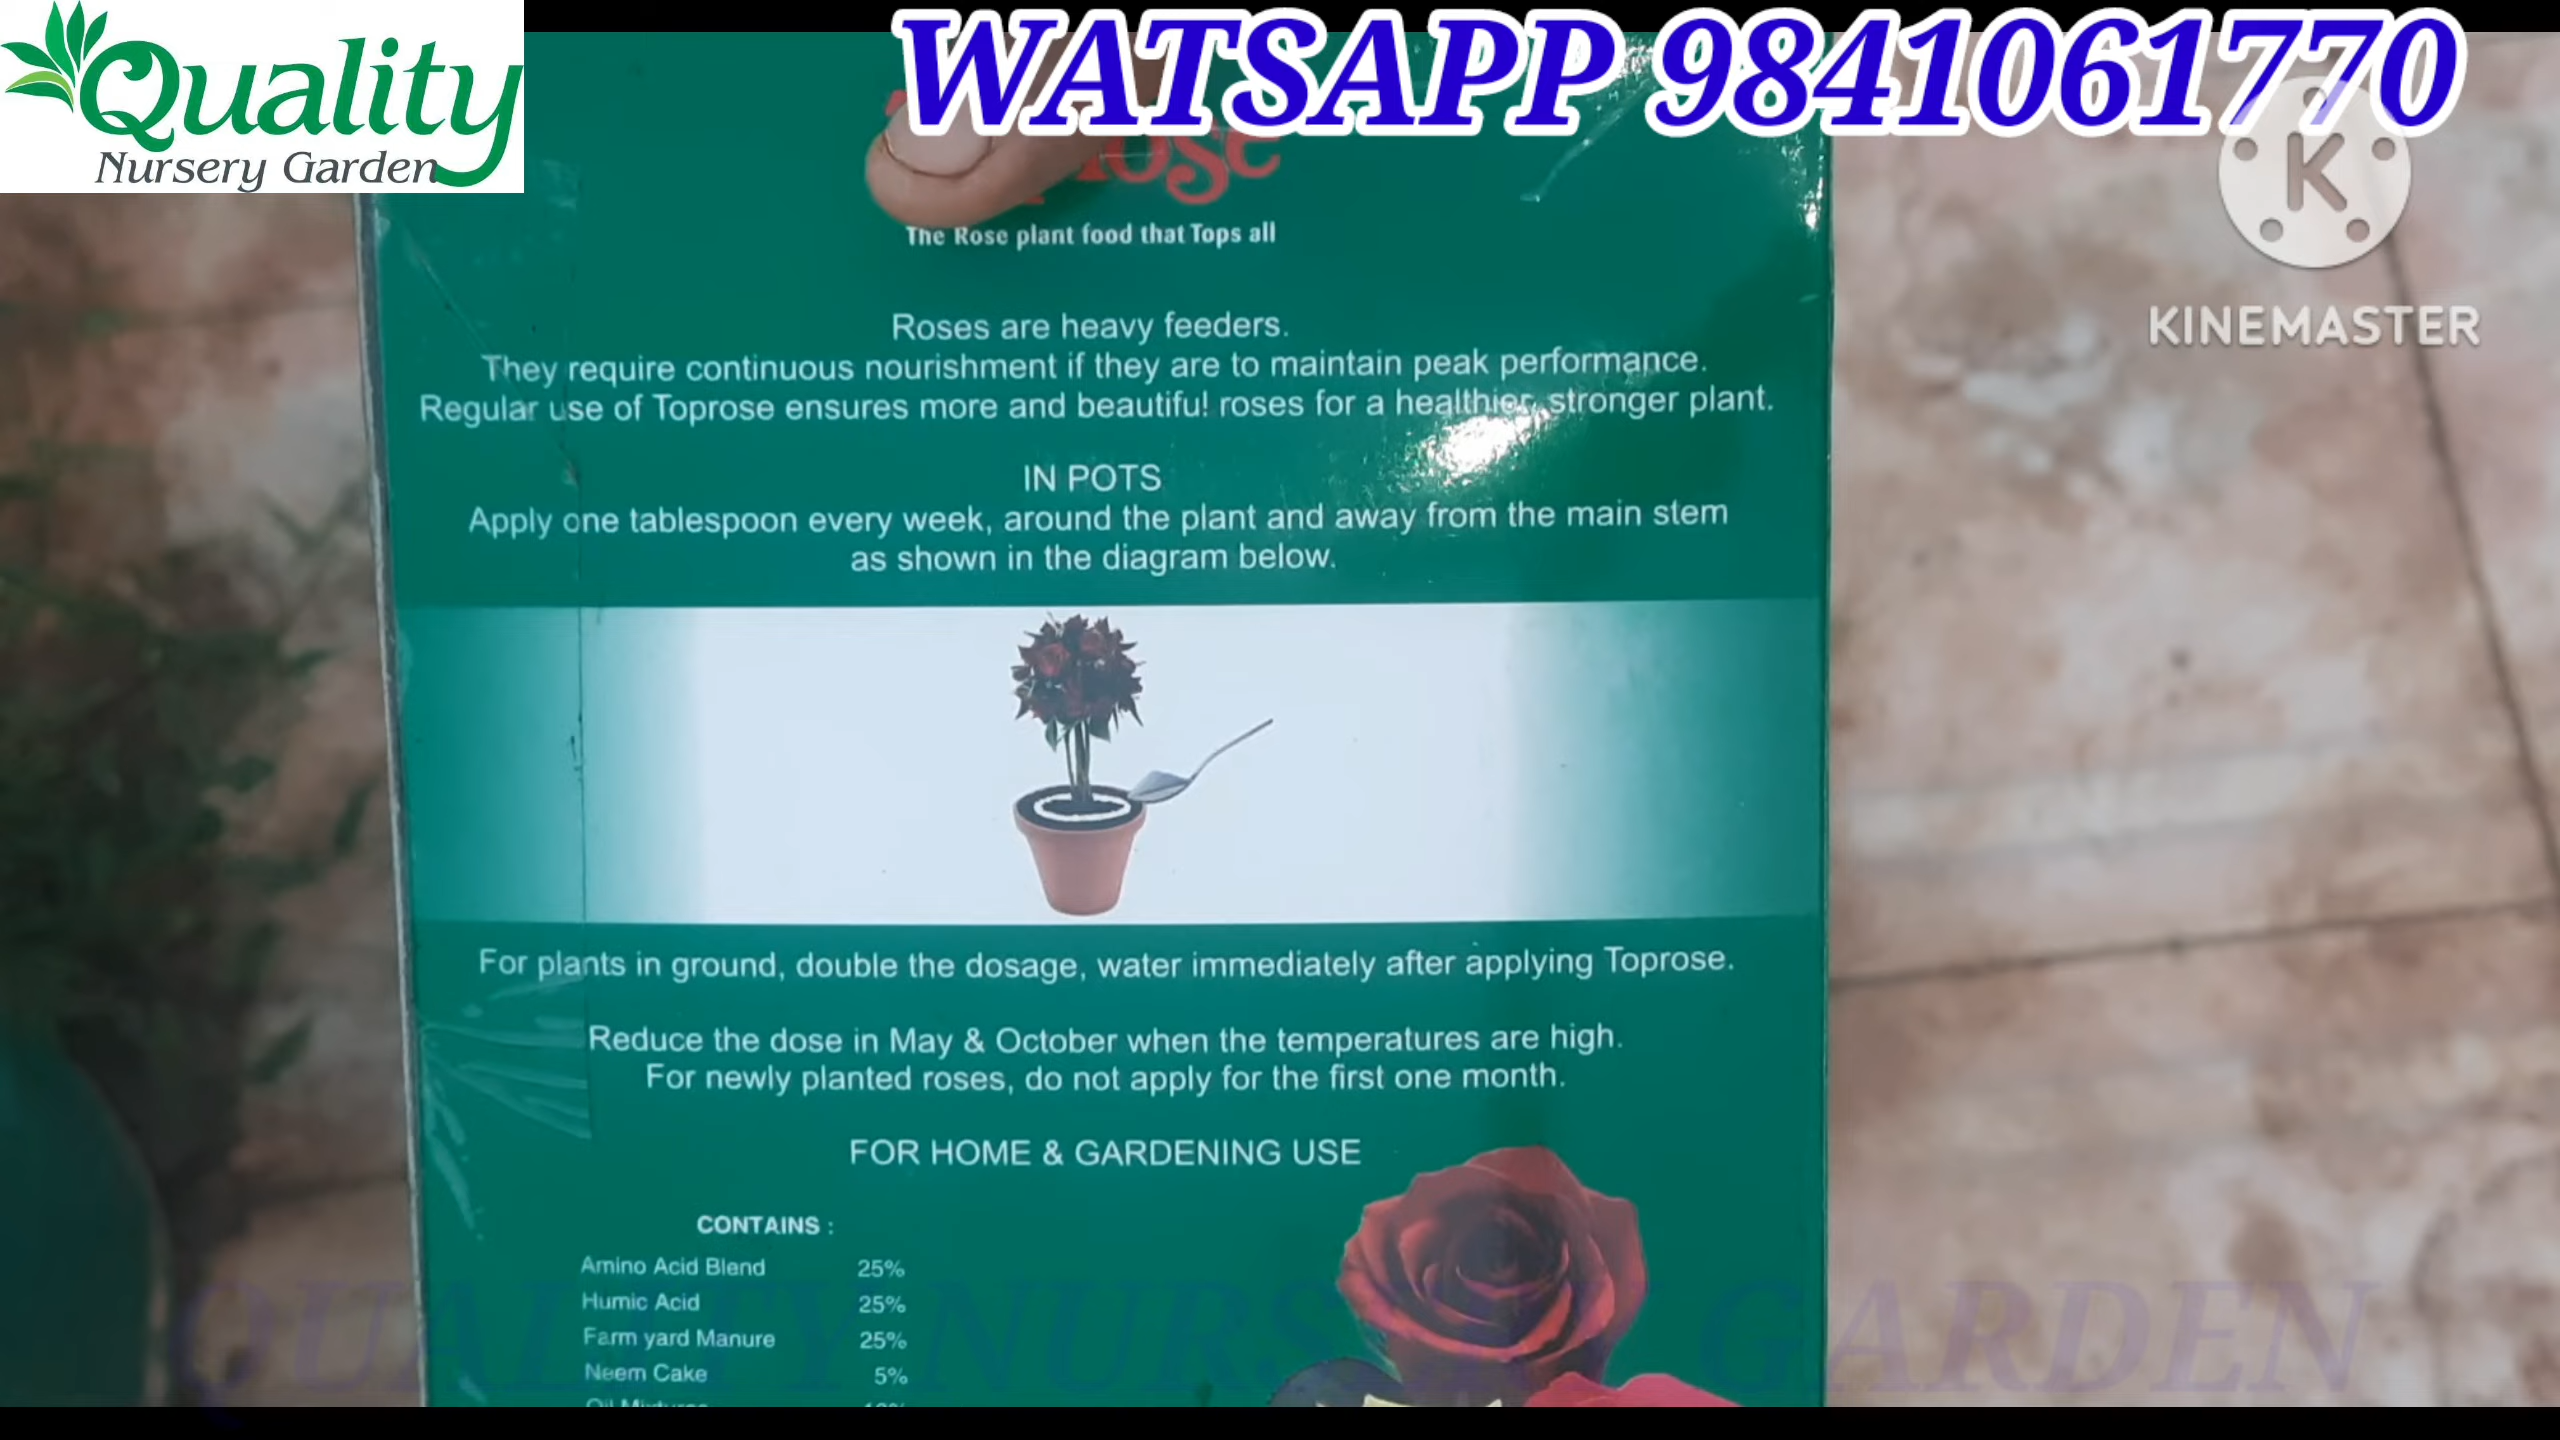 Quality
Nursery Garden
WATSAPP 9841061770
K
KINEMASTER
The Rose plant food that Tops all
Roses are heavy feeders.
They require continuous nourishment if they are to maintain peak performance.
Regular use of Toprose ensures more and beautiful roses for a healthier, stronger plant.
IN POTS
Apply one tablespoon every week, around the plant and away from the main stem
as shown in the diagram below.
For plants in ground, double the dosage, water immediately after applying Toprose.
Reduce the dose in May & October when the temperatures are high.
For newly planted roses, do not apply for the first one month.
FOR HOME & GARDENING USE
CONTAINS :
Amino Acid Blend 25%
Humic Acid 25%
Farm yard Manure 25%
Neem Cake 5%
QUALITY NURSERY GARDEN